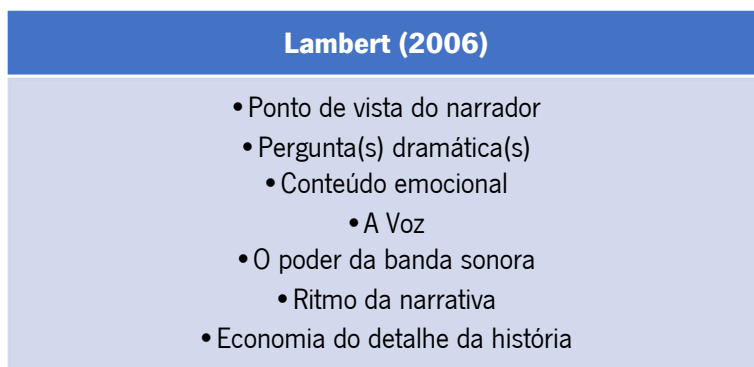 Lambert (2006)
•Ponto de vista do narrador
•Pergunta(s) dramática(s)
•Conteúdo emocional
•A Voz
•O poder da banda sonora
•Ritmo da narrativa
•Economia do detalhe da história